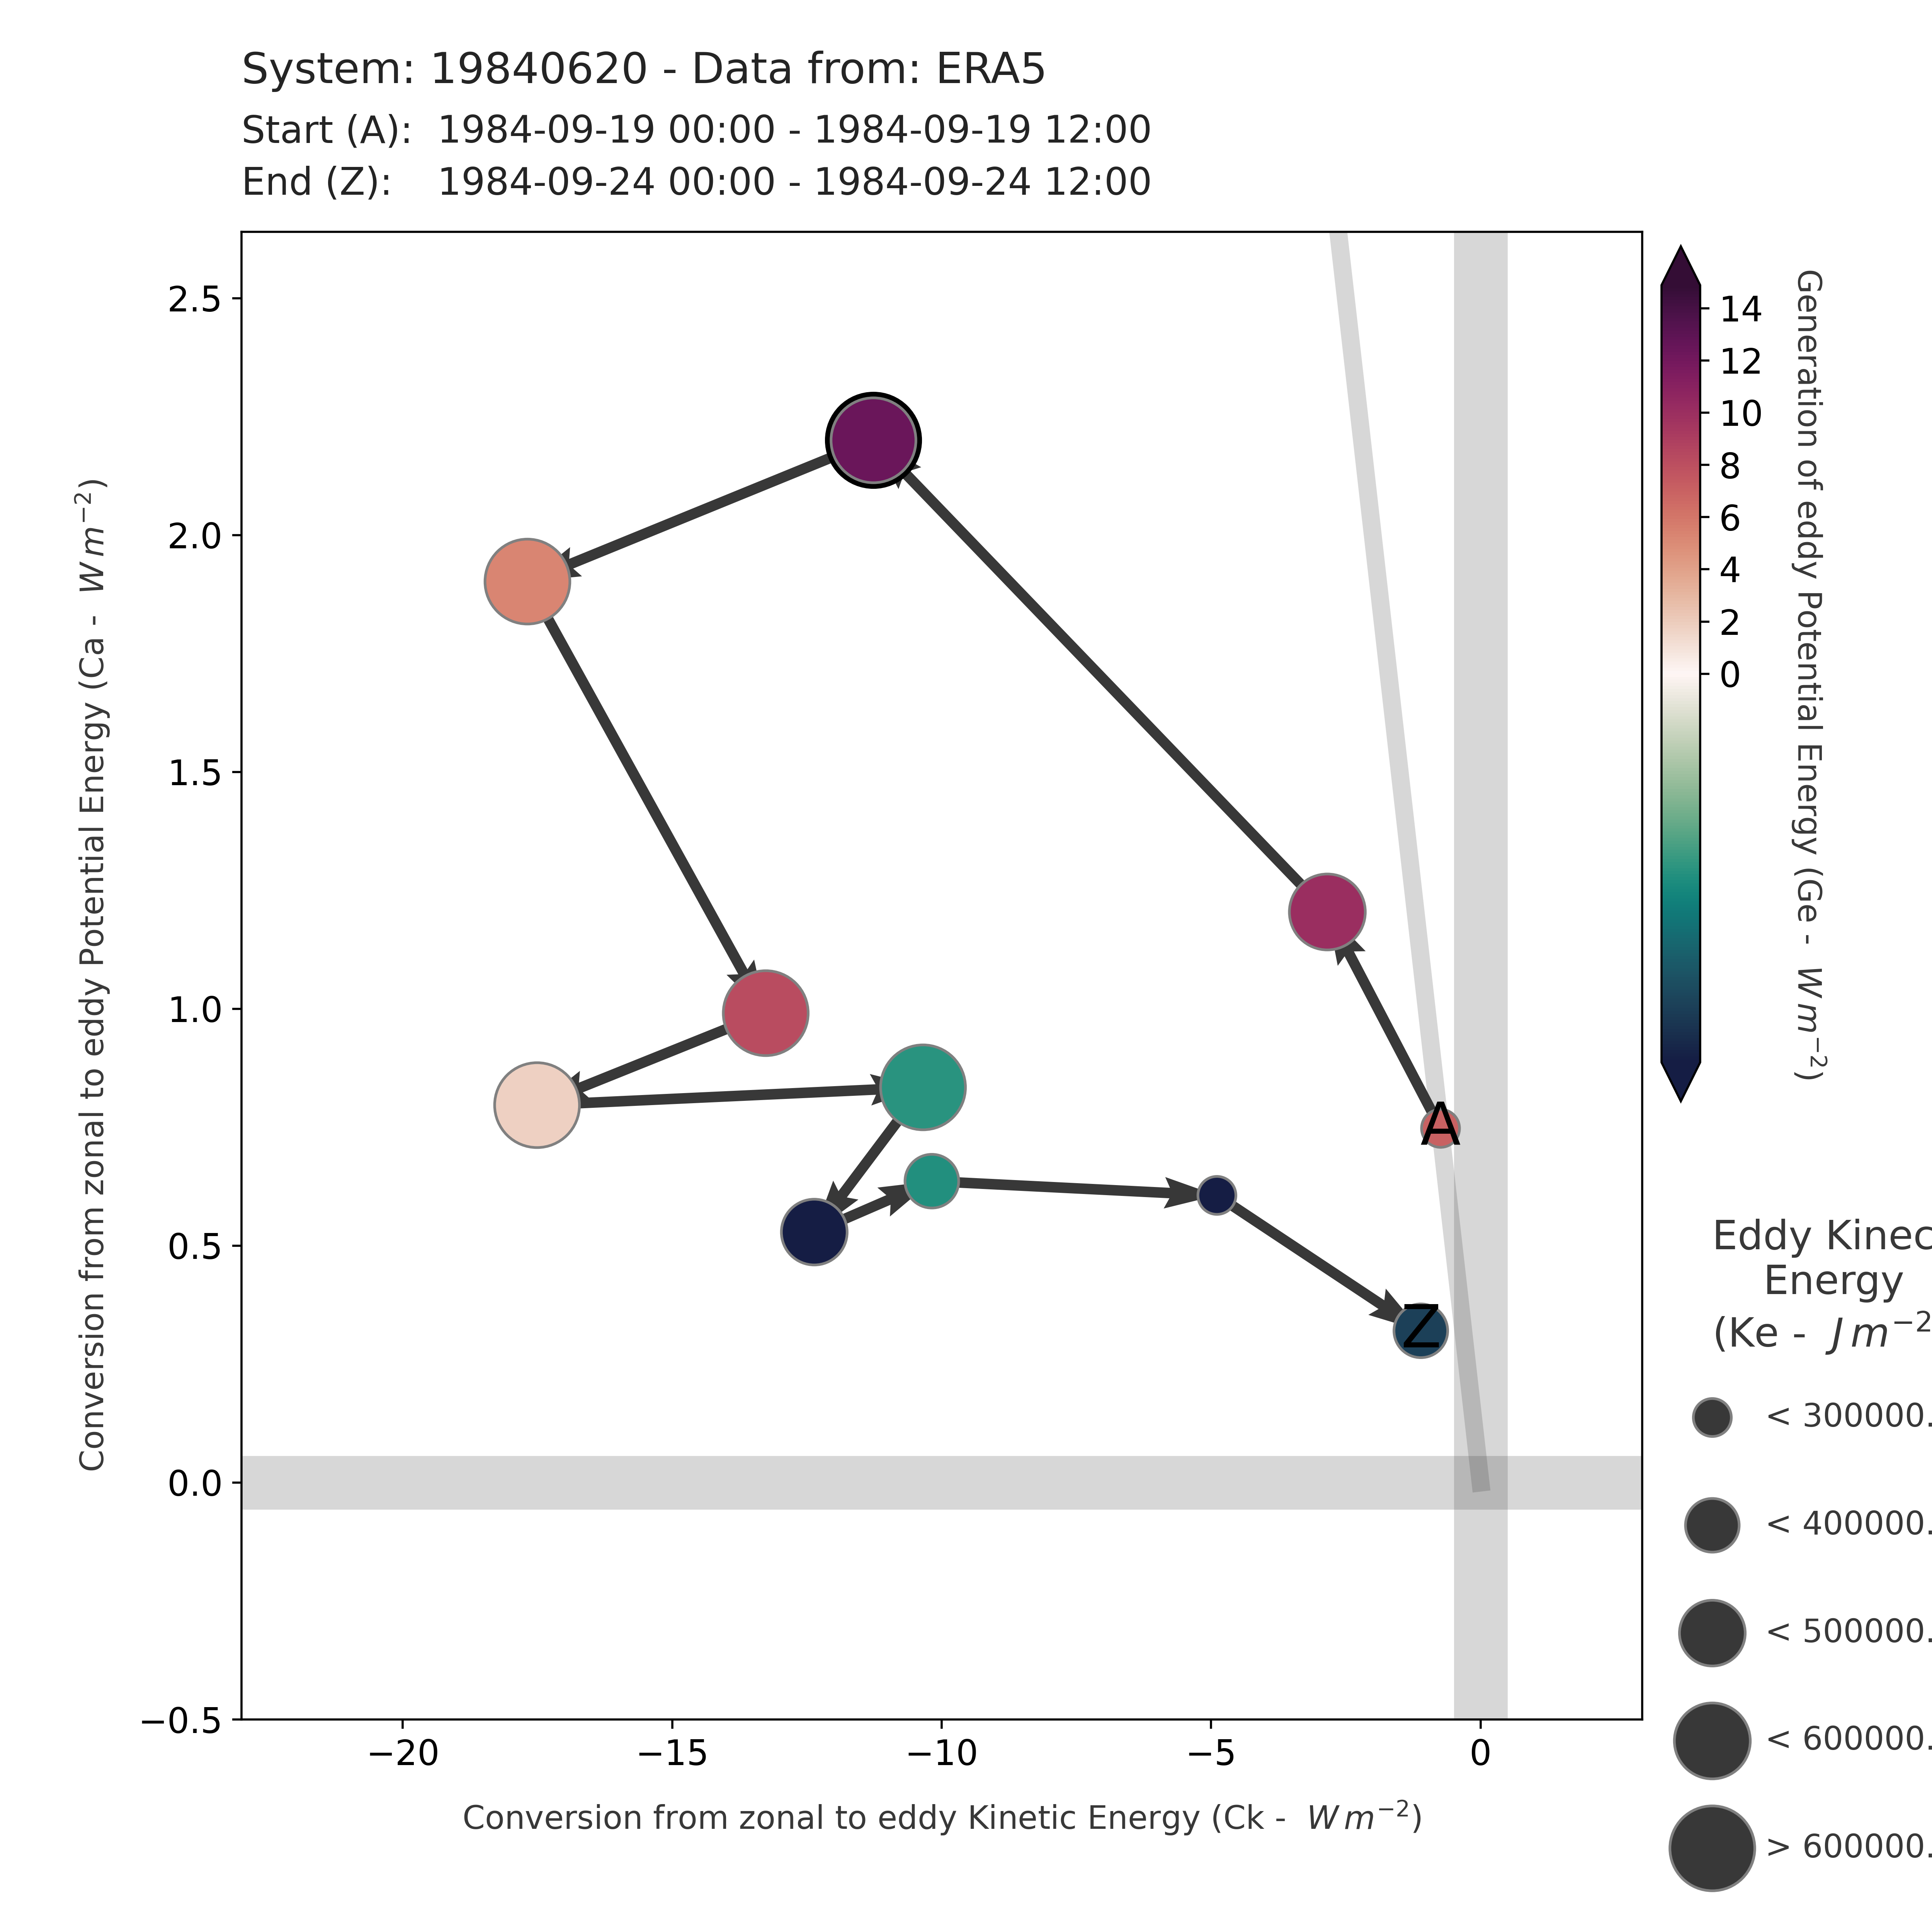 System: 19840620 - Data from: ERA5
Start (A): 1984-09-19 00:00 - 1984-09-19 12:00
End (Z): 1984-09-24 00:00 - 1984-09-24 12:00
Conversion from zonal to eddy Potential Energy (Ca - W m⁻²)
2.5
2.0
1.5
1.0
0.5
0.0
−0.5
−20
−15
−10
−5
0
Conversion from zonal to eddy Kinetic Energy (Ck - W m⁻²)
A
Z
14
12
10
8
6
4
2
0
Generation of eddy Potential Energy (Ge - W m⁻²)
Eddy Kinec
Energy
(Ke - J m⁻²
< 300000.
< 400000.
< 500000.
< 600000.
> 600000.